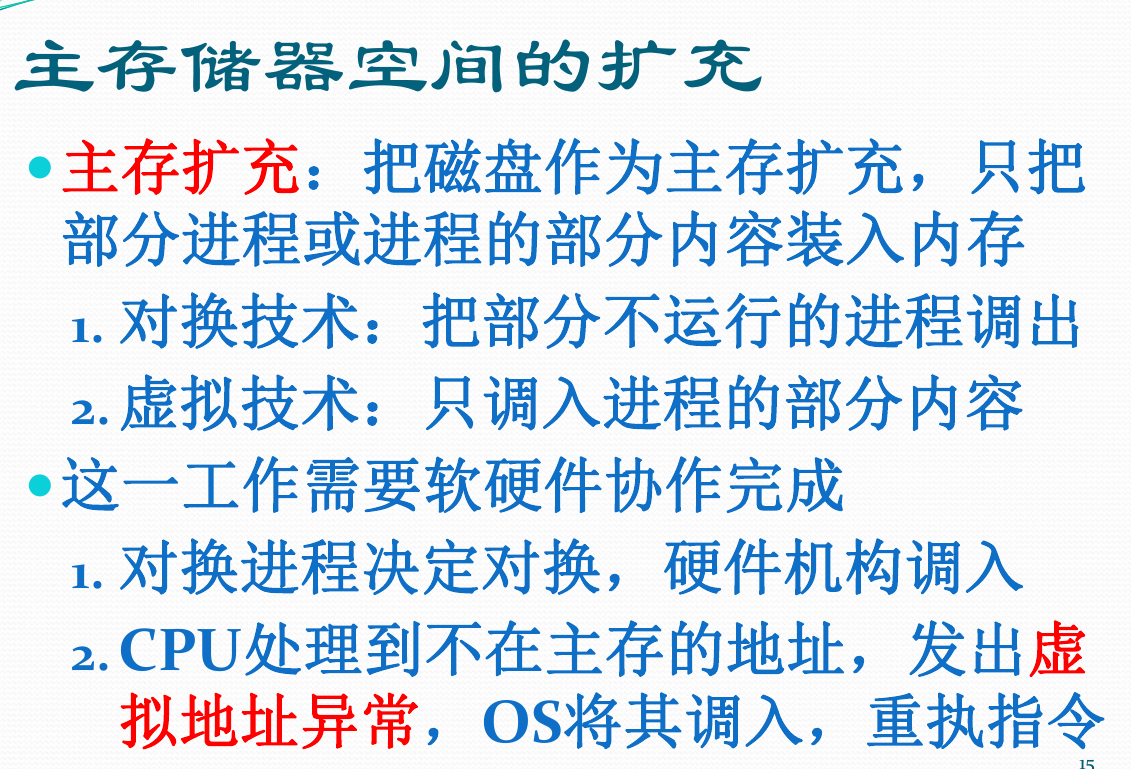 主存储器空间的扩充
•主存扩充：把磁盘作为主存扩充，只把
部分进程或进程的部分内容装入内存
1. 对换技术：把部分不运行的进程调出
2. 虚拟技术：只调入进程的部分内容
•这一工作需要软硬件协作完成
1. 对换进程决定对换，硬件机构调入
2. CPU处理到不在主存的地址，发出虚
拟地址异常，OS将其调入，重执指令
15